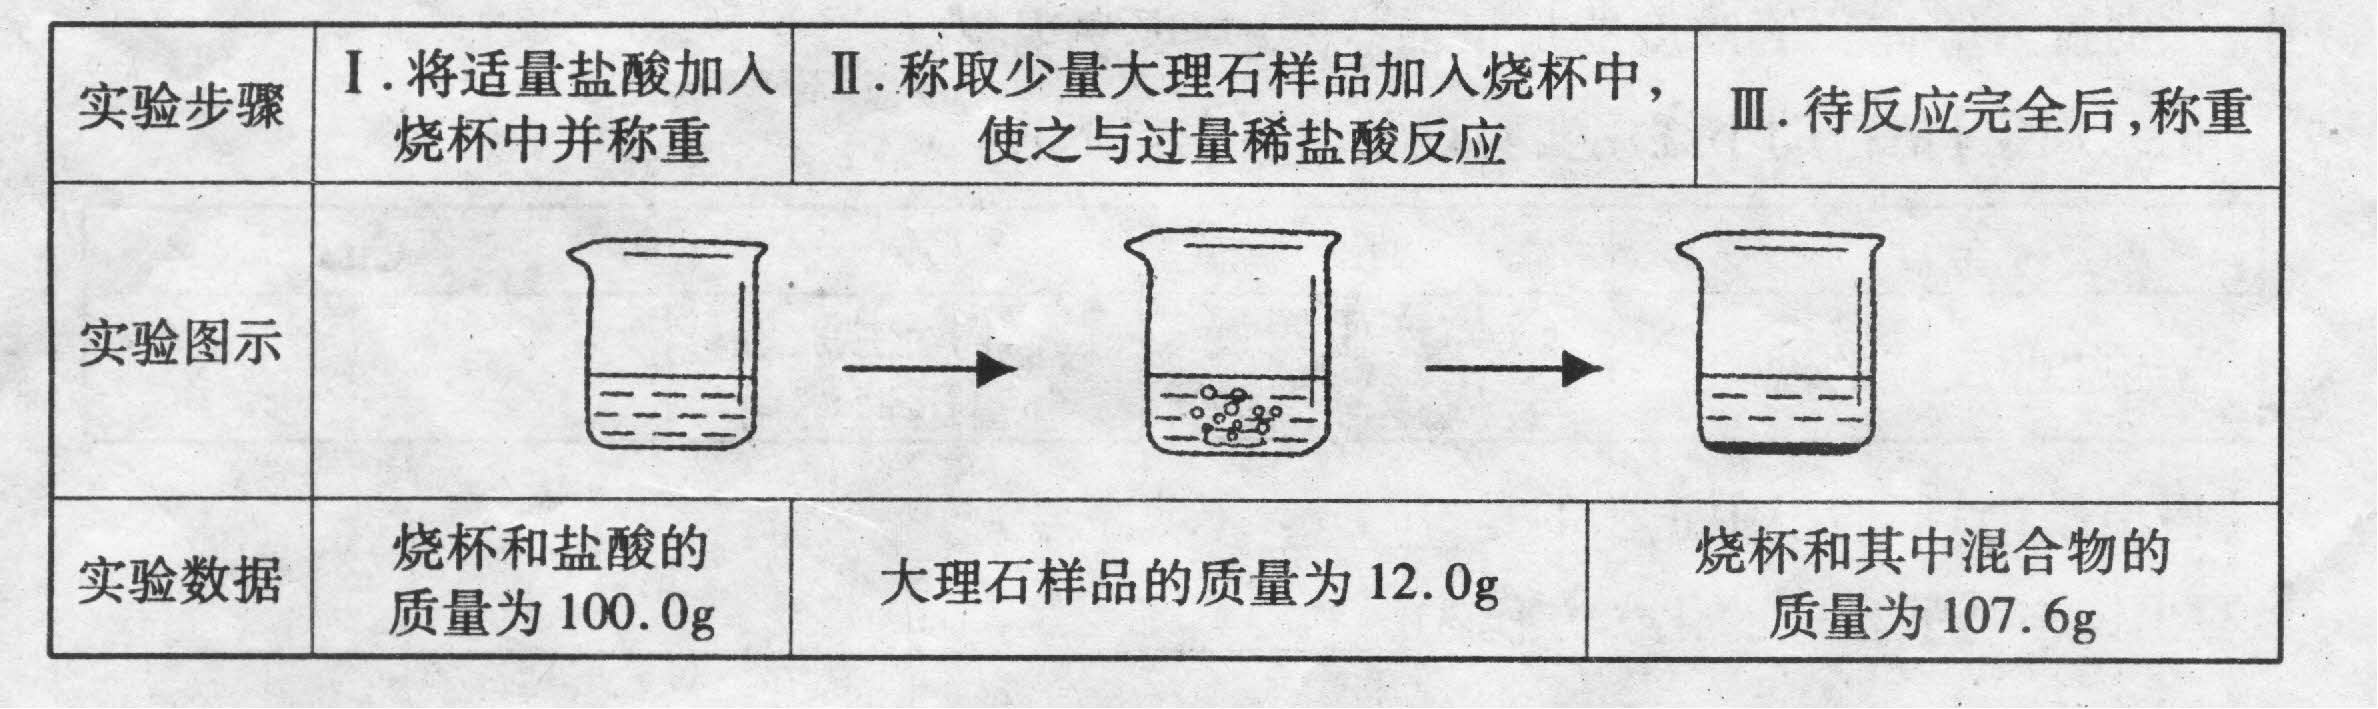 实验步骤
Ⅰ.将适量盐酸加入
烧杯中并称重
Ⅱ.称取少量大理石样品加入烧杯中,
使之与过量稀盐酸反应
Ⅲ.待反应完全后,称重
实验图示
实验数据
烧杯和盐酸的
质量为100.0g
大理石样品的质量为12.0g
烧杯和其中混合物的
质量为107.6g